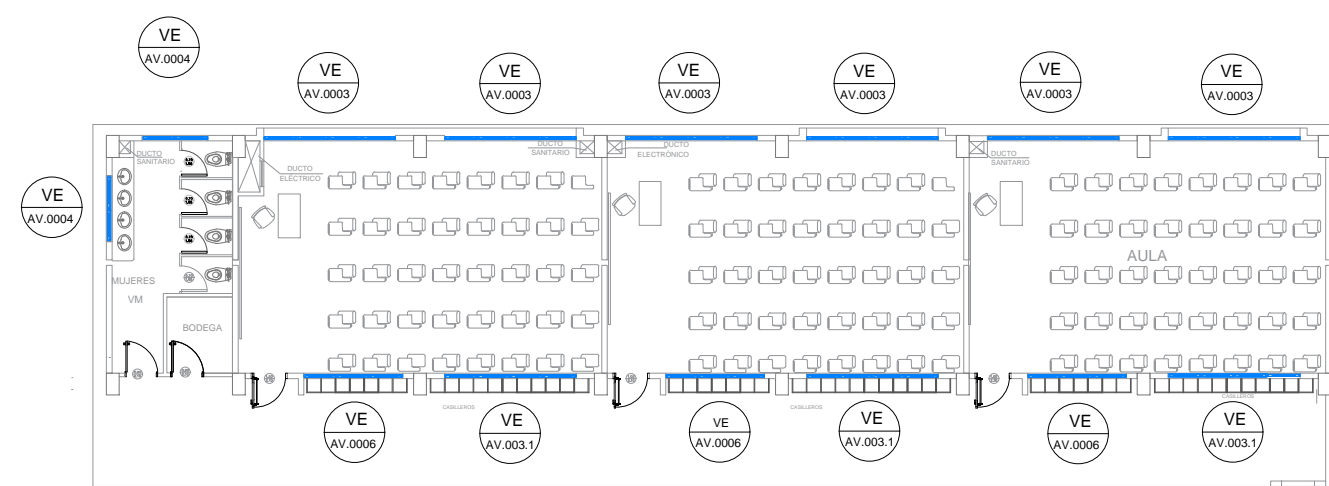 VE
AV.0004
VE
AV.0003
VE
AV.0003
VE
AV.0003
VE
AV.0003
VE
AV.0003
VE
AV.0003
DUCTO
SANITARIO
DUCTO
ELÉCTRICO
DUCTO
SANITARIO
DUCTO
ELECTRÓNICO
DUCTO
SANITARIO
VE
AV.0004
AULA
MUJERES
VM
BODEGA
CASILLEROS
CASILLEROS
CASILLEROS
VE
AV.0006
VE
AV.003.1
VE
AV.0006
VE
AV.003.1
VE
AV.0006
VE
AV.003.1